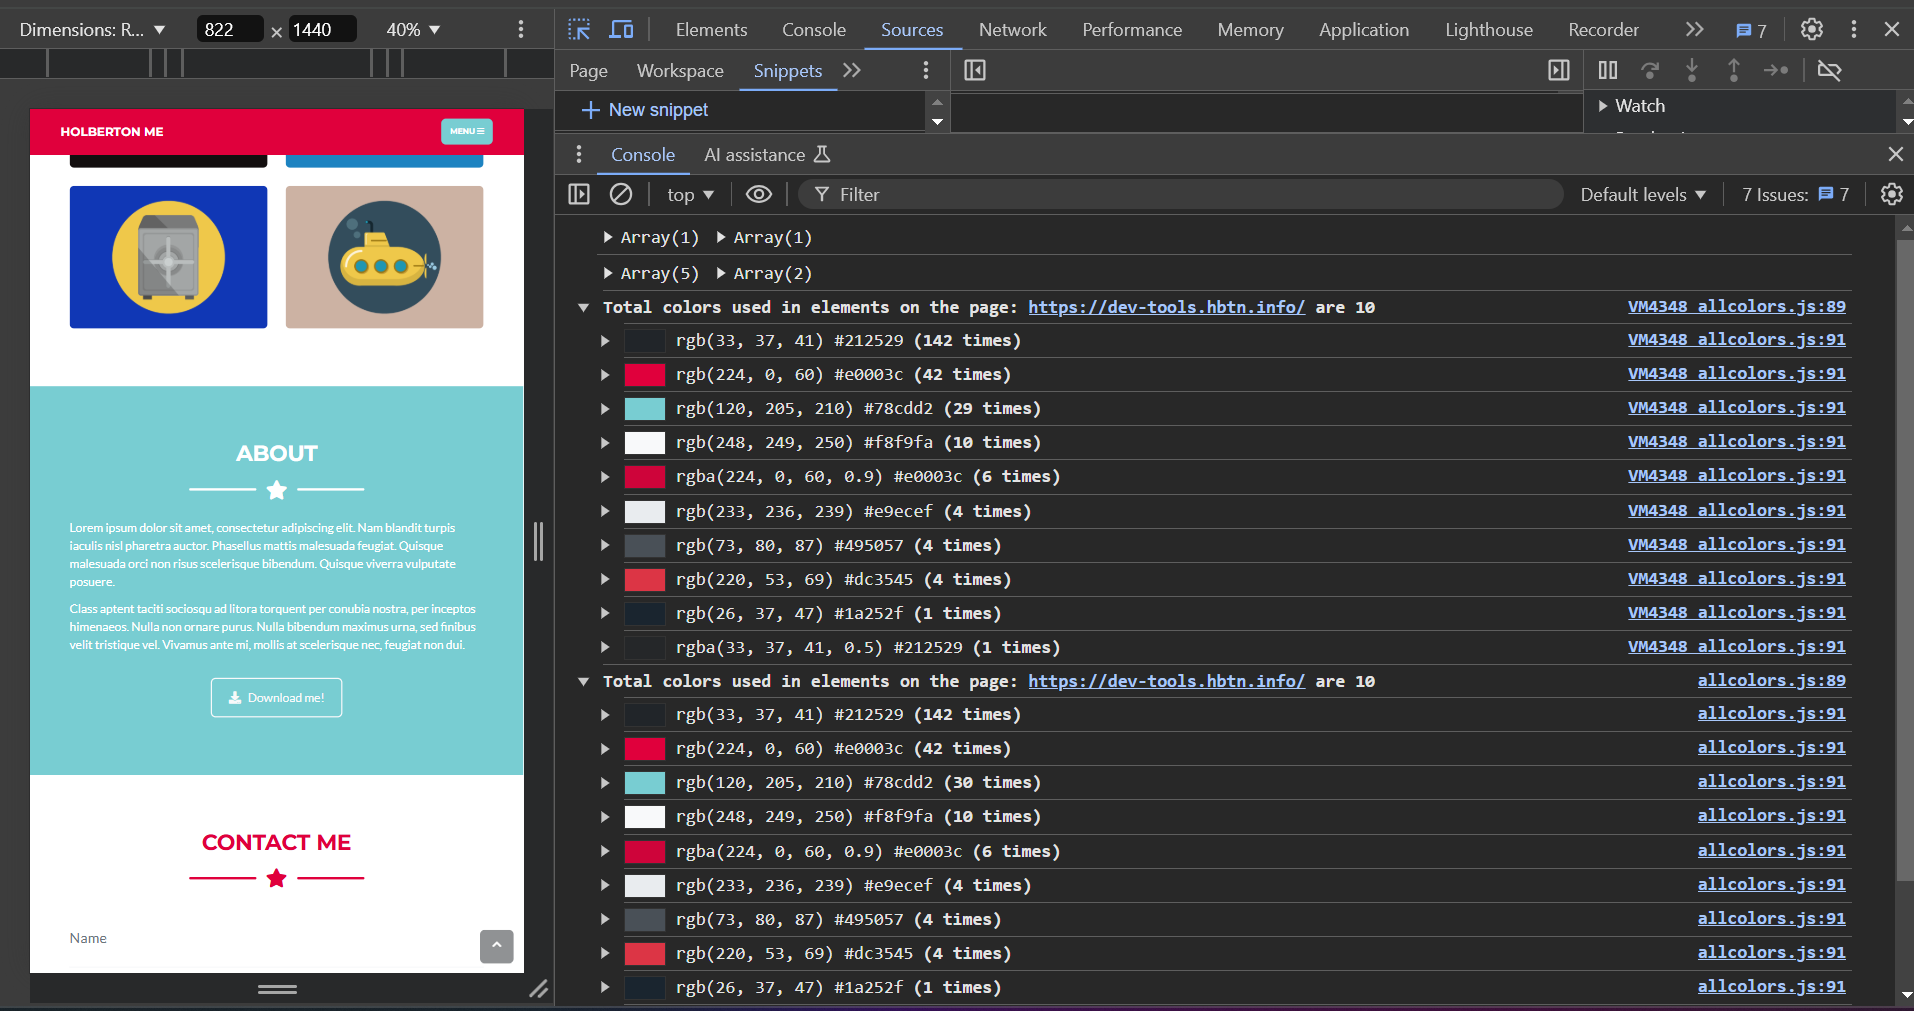 Dimensions: R... 822 × 1440 40%
Elements Console Sources Network Performance Memory Application Lighthouse Recorder 7
Page Workspace Snippets
New snippet
Watch
Console AI assistance
top Filter Default levels 7 Issues: 7
HOLBERTON ME
MENU
ABOUT
Lorem ipsum dolor sit amet, consectetur adipiscing elit. Nam blandit turpis
iaculis nisl pharetra auctor. Phasellus mattis malesuada feugiat. Quisque
malesuada orci non risus scelerisque bibendum. Quisque viverra vulputate
posuere.
Class aptent taciti sociosqu ad litora torquent per conubia nostra, per inceptos
himenaeos. Nulla non ornare purus. Nulla bibendum maximus urna, sed finibus
velit tristique vel. Vivamus ante mi, mollis at scelerisque nec, feugiat non dui.
Download me!
CONTACT ME
Name
Array(1) Array(1)
Array(5) Array(2)
Total colors used in elements on the page: https://dev-tools.hbtn.info/ are 10 VM4348 allcolors.js:89
rgb(33, 37, 41) #212529 (142 times) VM4348 allcolors.js:91
rgb(224, 0, 60) #e0003c (42 times) VM4348 allcolors.js:91
rgb(120, 205, 210) #78cdd2 (29 times) VM4348 allcolors.js:91
rgb(248, 249, 250) #f8f9fa (10 times) VM4348 allcolors.js:91
rgba(224, 0, 60, 0.9) #e0003c (6 times) VM4348 allcolors.js:91
rgb(233, 236, 239) #e9ecef (4 times) VM4348 allcolors.js:91
rgb(73, 80, 87) #495057 (4 times) VM4348 allcolors.js:91
rgb(220, 53, 69) #dc3545 (4 times) VM4348 allcolors.js:91
rgb(26, 37, 47) #1a252f (1 times) VM4348 allcolors.js:91
rgba(33, 37, 41, 0.5) #212529 (1 times) VM4348 allcolors.js:91
Total colors used in elements on the page: https://dev-tools.hbtn.info/ are 10 allcolors.js:89
rgb(33, 37, 41) #212529 (142 times) allcolors.js:91
rgb(224, 0, 60) #e0003c (42 times) allcolors.js:91
rgb(120, 205, 210) #78cdd2 (30 times) allcolors.js:91
rgb(248, 249, 250) #f8f9fa (10 times) allcolors.js:91
rgba(224, 0, 60, 0.9) #e0003c (6 times) allcolors.js:91
rgb(233, 236, 239) #e9ecef (4 times) allcolors.js:91
rgb(73, 80, 87) #495057 (4 times) allcolors.js:91
rgb(220, 53, 69) #dc3545 (4 times) allcolors.js:91
rgb(26, 37, 47) #1a252f (1 times) allcolors.js:91